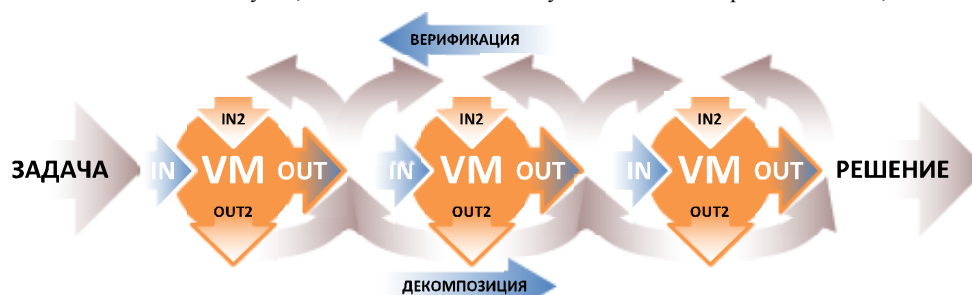 ВЕРИФИКАЦИЯ
IN2 IN2 IN2
ЗАДАЧА IN VM OUT IN VM OUT IN VM OUT РЕШЕНИЕ
OUT2 OUT2 OUT2
ДЕКОМПОЗИЦИЯ